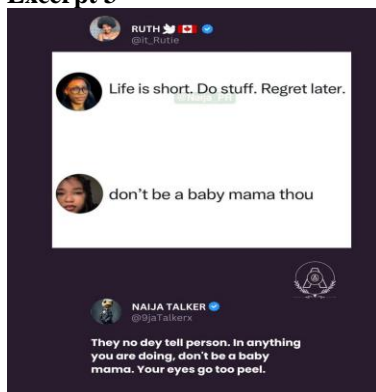 Excerpt 3
RUTH
@it_Rutie
Life is short. Do stuff. Regret later.
don't be a baby mama thou
NAIJA TALKER
@9jaTalkerx
They no dey tell person. In anything
you are doing, don't be a baby
mama. Your eyes go too peel.